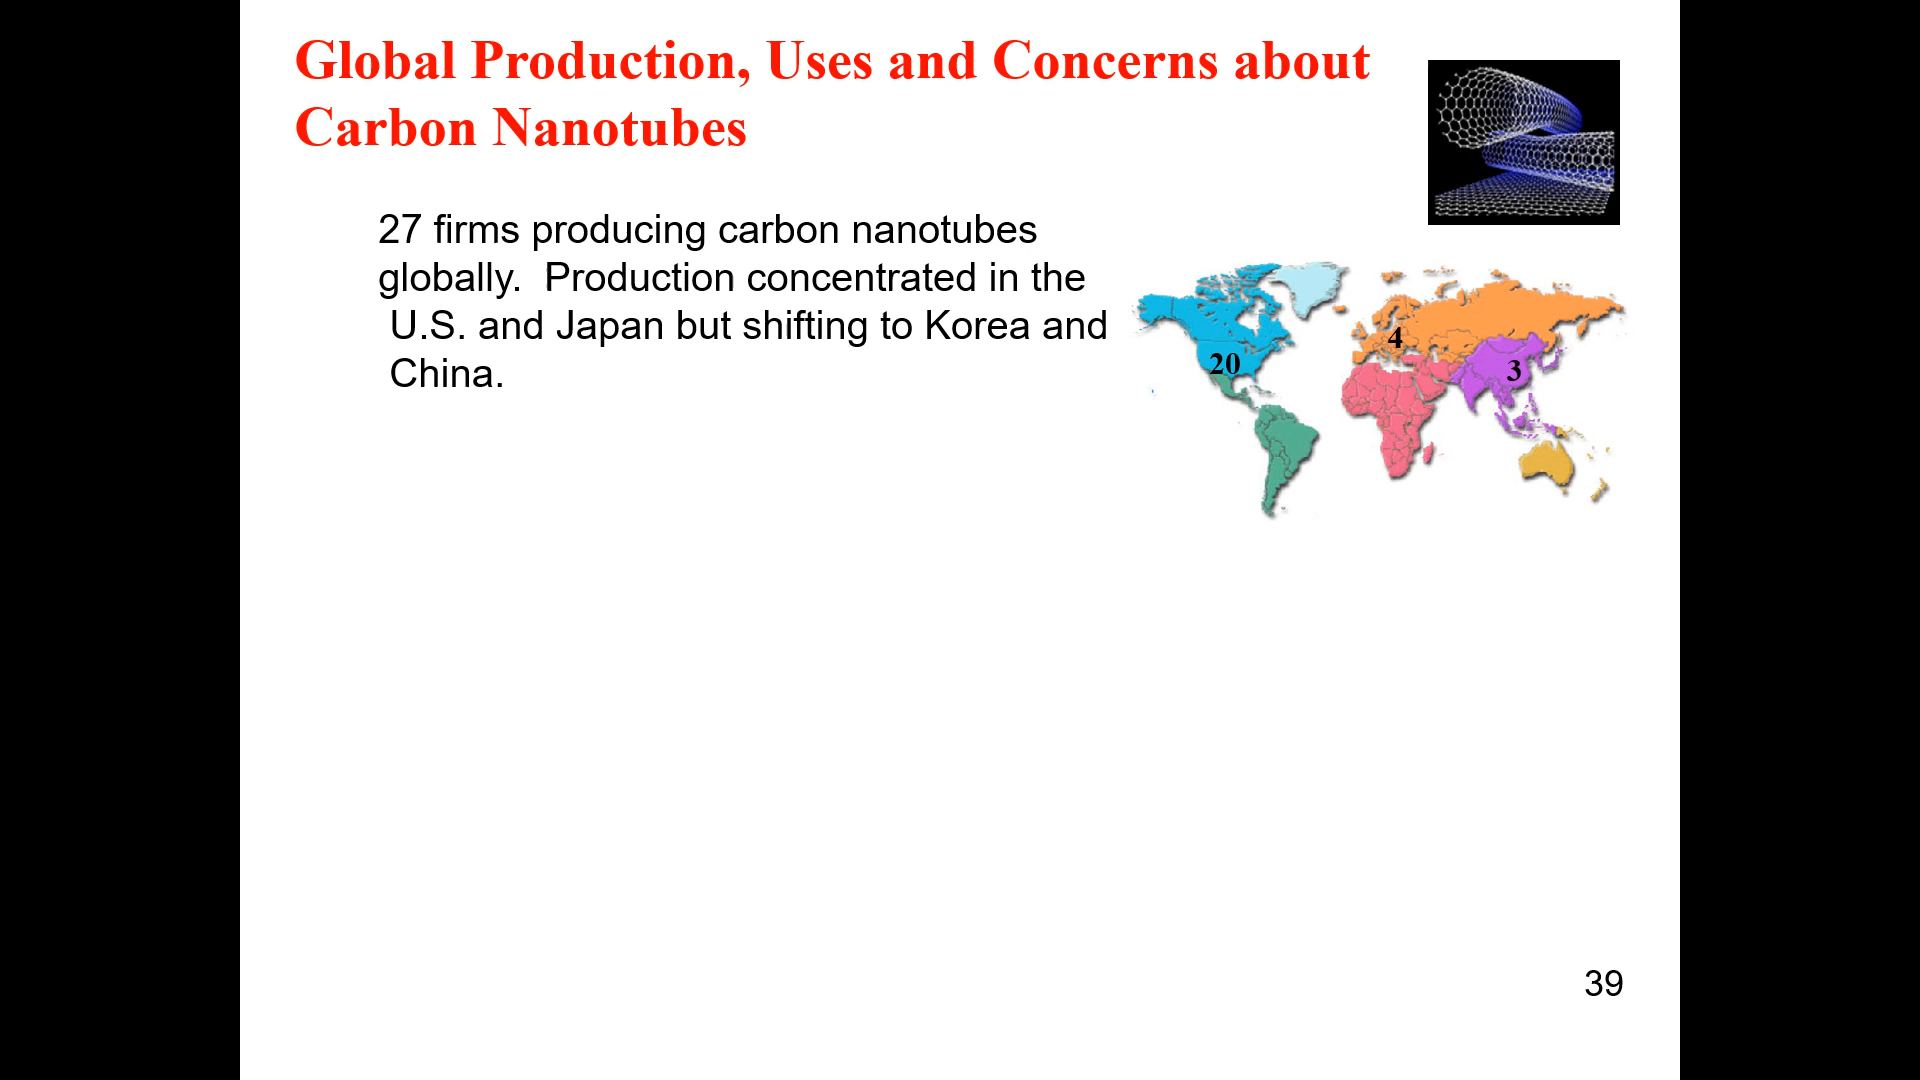 Global Production, Uses and Concerns about
Carbon Nanotubes
27 firms producing carbon nanotubes
globally.  Production concentrated in the
U.S. and Japan but shifting to Korea and
China.
4
20
3
39